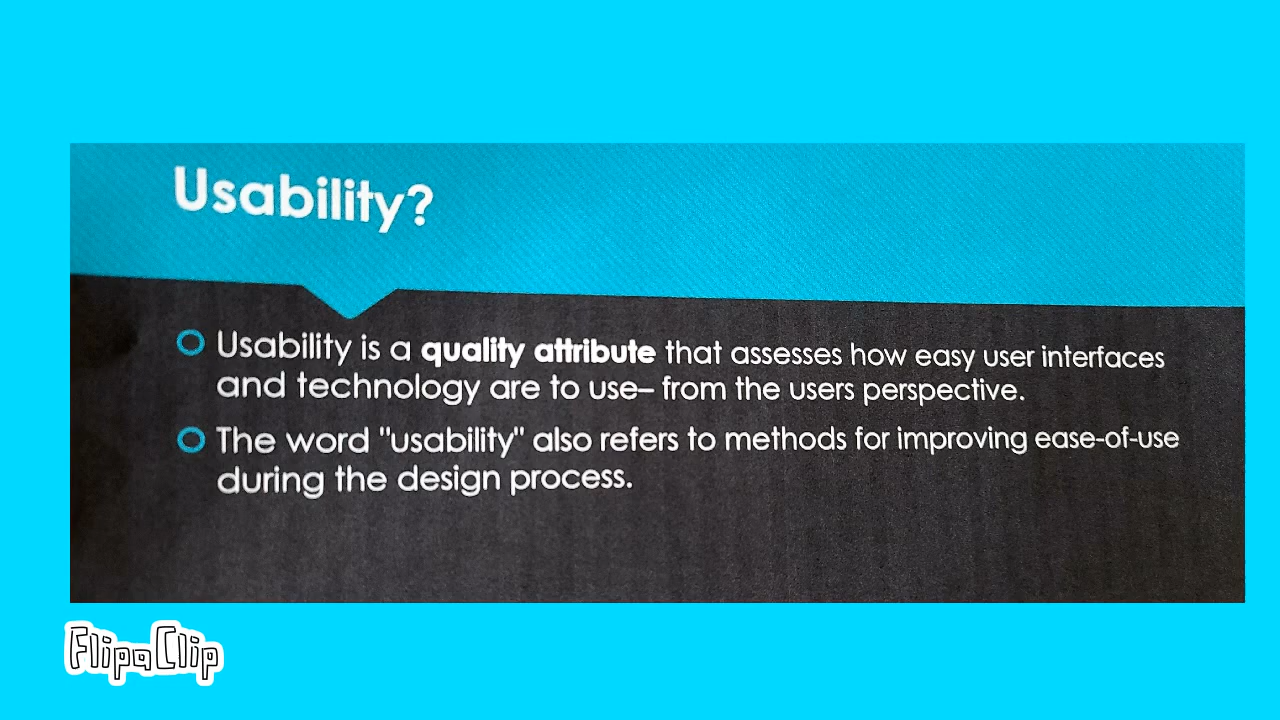 Usability?
Usability is a quality attribute that assesses how easy user interfaces
and technology are to use– from the users perspective.
The word "usability" also refers to methods for improving ease-of-use
during the design process.
FlipaClip